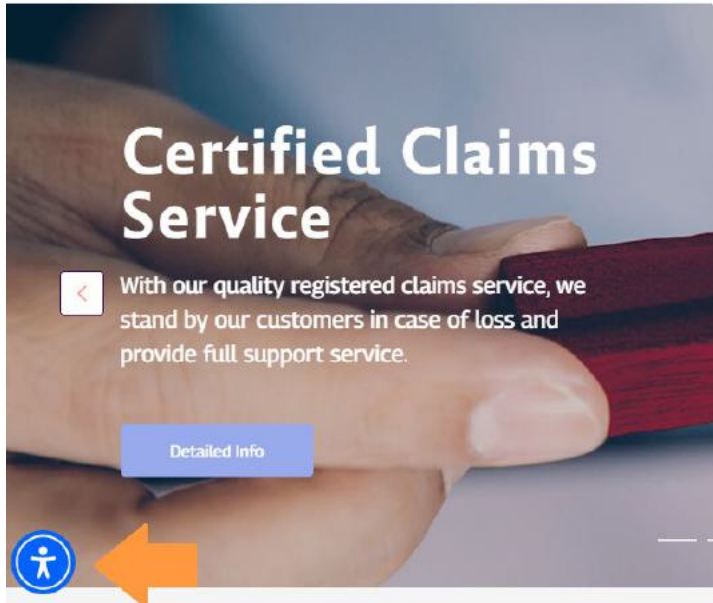 Certified Claims
Service
With our quality registered claims service, we
stand by our customers in case of loss and
provide full support service.
Detailed Info